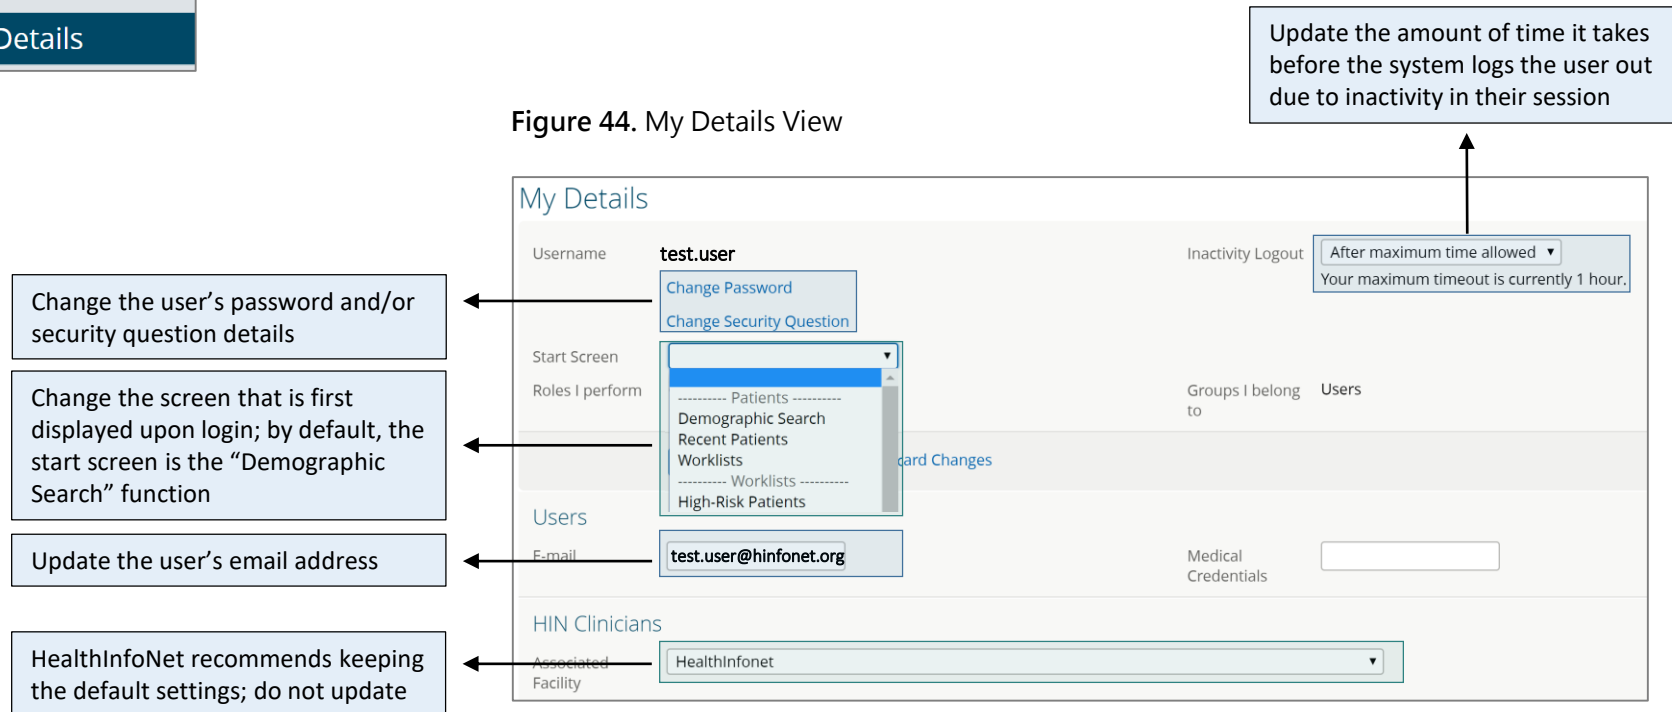 Details
Update the amount of time it takes
before the system logs the user out
due to inactivity in their session
Figure 44. My Details View
My Details
Username
test.user
Inactivity Logout
After maximum time allowed
Your maximum timeout is currently 1 hour.
Change Password
Change Security Question
Change the user’s password and/or
security question details
Start Screen
Roles I perform
---------- Patients ----------
Demographic Search
Recent Patients
Worklists
---------- Worklists ----------
High-Risk Patients
Groups I belong
to
Users
Changes
Change the screen that is first
displayed upon login; by default, the
start screen is the “Demographic
Search” function
Users
Update the user’s email address
E-mail
test.user@hinfonet.org
Medical
Credentials
HIN Clinicians
HealthInfoNet recommends keeping
the default settings; do not update
Associated
Facility
HealthInfonet